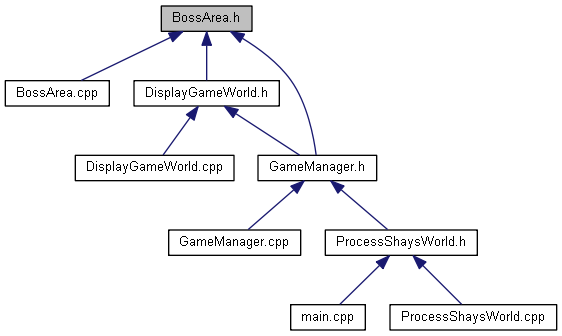 BossArea.h
BossArea.cpp
DisplayGameWorld.h
DisplayGameWorld.cpp
GameManager.h
GameManager.cpp
ProcessShaysWorld.h
main.cpp
ProcessShaysWorld.cpp